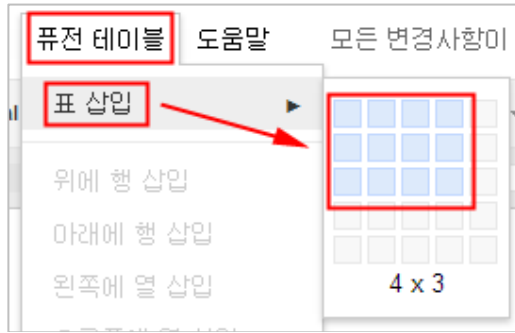 퓨전 테이블 도움말 모든 변경사항이
표 삽입 ▶
위에 행 삽입
아래에 행 삽입
왼쪽에 열 삽입
4 x 3